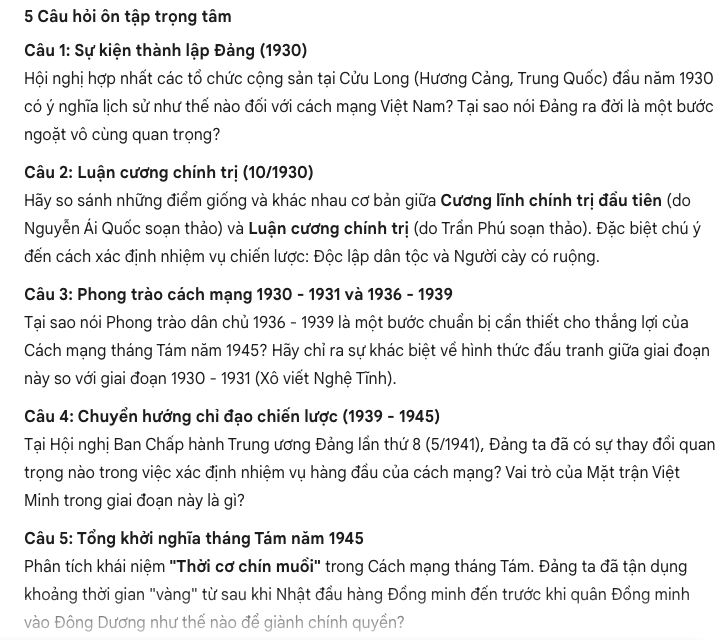 5 Câu hỏi ôn tập trọng tâm
Câu 1: Sự kiện thành lập Đảng (1930)
Hội nghị hợp nhất các tổ chức cộng sản tại Cửu Long (Hương Cảng, Trung Quốc) đầu năm 1930
có ý nghĩa lịch sử như thế nào đối với cách mạng Việt Nam? Tại sao nói Đảng ra đời là một bước
ngoặt vô cùng quan trọng?
Câu 2: Luận cương chính trị (10/1930)
Hãy so sánh những điểm giống và khác nhau cơ bản giữa Cương lĩnh chính trị đầu tiên (do
Nguyễn Ái Quốc soạn thảo) và Luận cương chính trị (do Trần Phú soạn thảo). Đặc biệt chú ý
đến cách xác định nhiệm vụ chiến lược: Độc lập dân tộc và Người cày có ruộng.
Câu 3: Phong trào cách mạng 1930 - 1931 và 1936 - 1939
Tại sao nói Phong trào dân chủ 1936 - 1939 là một bước chuẩn bị cần thiết cho thắng lợi của
Cách mạng tháng Tám năm 1945? Hãy chỉ ra sự khác biệt về hình thức đấu tranh giữa giai đoạn
này so với giai đoạn 1930 - 1931 (Xô viết Nghệ Tĩnh).
Câu 4: Chuyển hướng chỉ đạo chiến lược (1939 - 1945)
Tại Hội nghị Ban Chấp hành Trung ương Đảng lần thứ 8 (5/1941), Đảng ta đã có sự thay đổi quan
trọng nào trong việc xác định nhiệm vụ hàng đầu của cách mạng? Vai trò của Mặt trận Việt
Minh trong giai đoạn này là gì?
Câu 5: Tổng khởi nghĩa tháng Tám năm 1945
Phân tích khái niệm "Thời cơ chín muồi" trong Cách mạng tháng Tám. Đảng ta đã tận dụng
khoảng thời gian "vàng" từ sau khi Nhật đầu hàng Đồng minh đến trước khi quân Đồng minh
vào Đông Dương như thế nào để giành chính quyền?